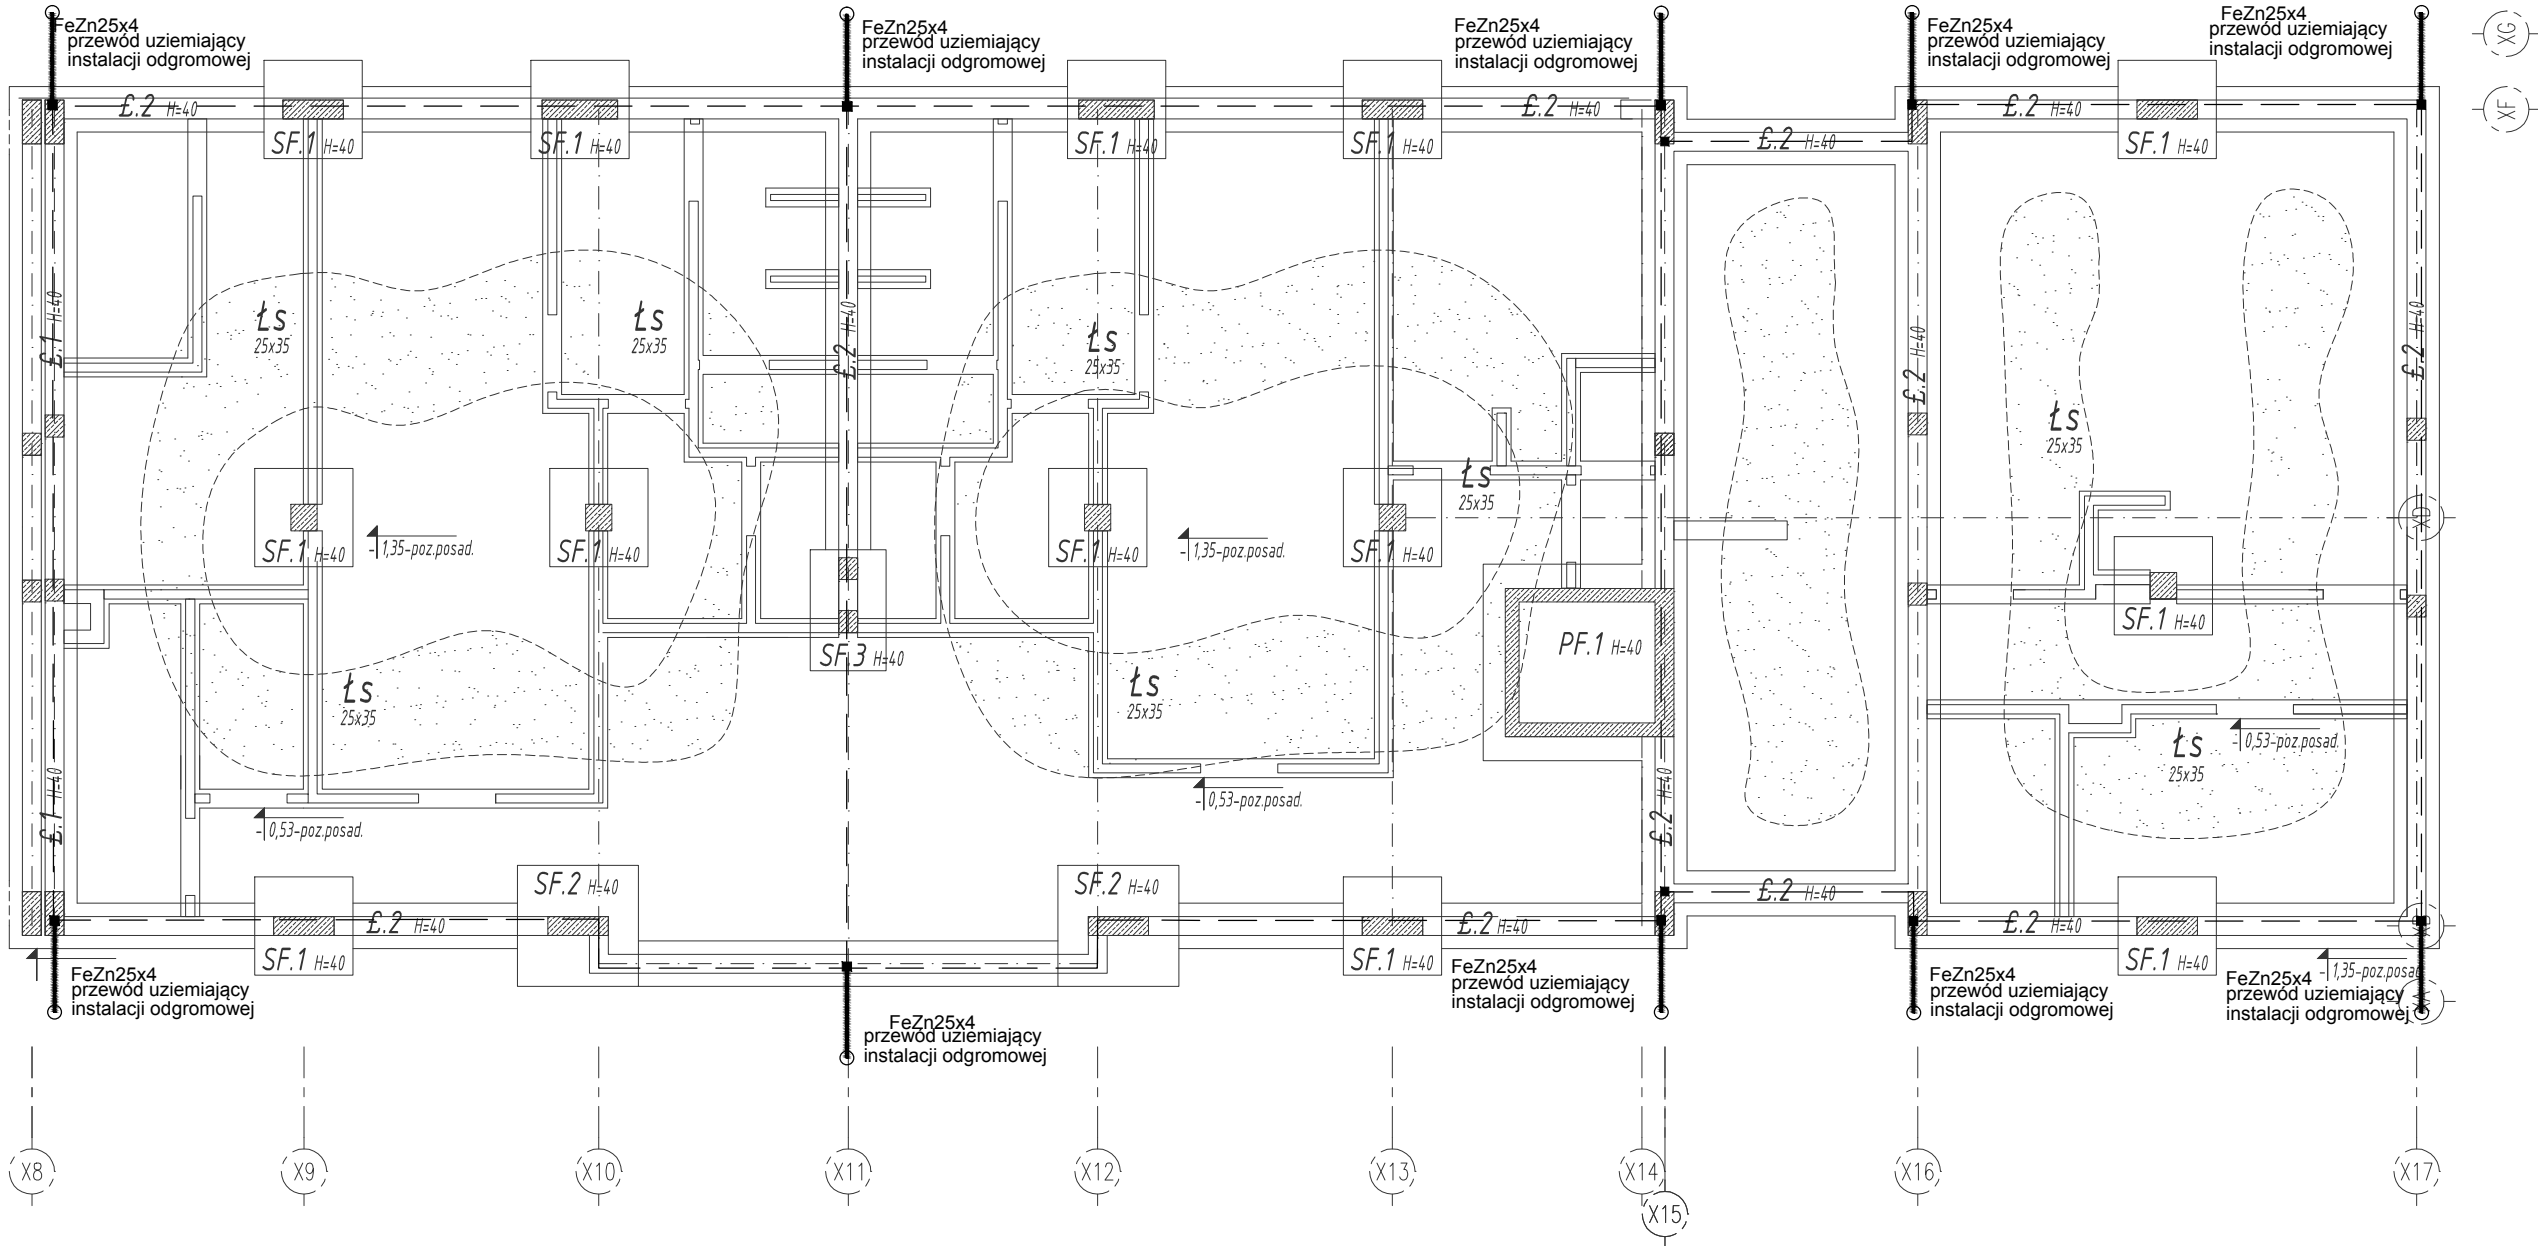 FeZn25x4
przewód uziemiający
instalacji odgromowej
FeZn25x4
przewód uziemiający
instalacji odgromowej
FeZn25x4
przewód uziemiający
instalacji odgromowej
FeZn25x4
przewód uziemiający
instalacji odgromowej
FeZn25x4
przewód uziemiający
instalacji odgromowej
XG
XF
Ł.2 H=40
Ł.2 H=40
Ł.2 H=40
Ł.2 H=40
SF.1 H=40
SF.1 H=40
SF.1 H=40
SF.1 H=40
SF.1 H=40
Ł.1 H=40
Ł.2 H=40
Ł.2 H=40
Ł.2 H=40
Łs
25x35
Łs
25x35
Łs
25x35
Łs
25x35
Łs
25x35
XD
SF.1 H=40
-1,35-poz.posad.
SF.1 H=40
SF.1 H=40
-1,35-poz.posad.
SF.1 H=40
SF.1 H=40
SF.3 H=40
PF.1 H=40
Łs
25x35
Łs
25x35
Łs
25x35
-0,53-poz.posad.
-0,53-poz.posad.
-0,53-poz.posad.
Ł.1 H=40
Ł.2 H=40
SF.2 H=40
SF.2 H=40
Ł.2 H=40
Ł.2 H=40
Ł.2 H=40
Ł.2 H=40
SF.1 H=40
SF.1 H=40
SF.1 H=40
-1,35-poz.posad
FeZn25x4
przewód uziemiający
instalacji odgromowej
FeZn25x4
przewód uziemiający
instalacji odgromowej
FeZn25x4
przewód uziemiający
instalacji odgromowej
FeZn25x4
przewód uziemiający
instalacji odgromowej
FeZn25x4
przewód uziemiający
instalacji odgromowej
X8
X9
X10
X11
X12
X13
X14
X15
X16
X17